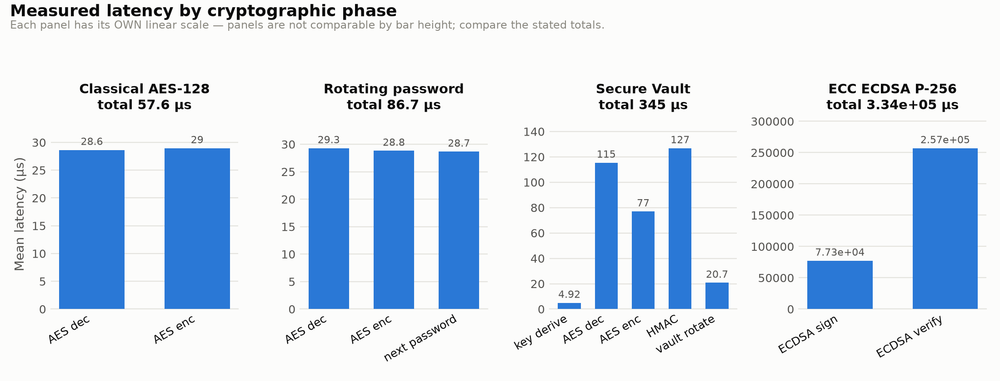 Measured latency by cryptographic phase
Each panel has its OWN linear scale — panels are not comparable by bar height; compare the stated totals.
Classical AES-128
total 57.6 µs
Mean latency (µs)
30
25
20
15
10
5
0
28.6
29
AES dec
AES enc
Rotating password
total 86.7 µs
30
25
20
15
10
5
0
29.3
28.8
28.7
AES dec
AES enc
next password
Secure Vault
total 345 µs
140
120
100
80
60
40
20
0
4.92
115
77
127
20.7
key derive
AES dec
AES enc
HMAC
vault rotate
ECC ECDSA P-256
total 3.34e+05 µs
300000
250000
200000
150000
100000
50000
0
7.73e+04
2.57e+05
ECDSA sign
ECDSA verify